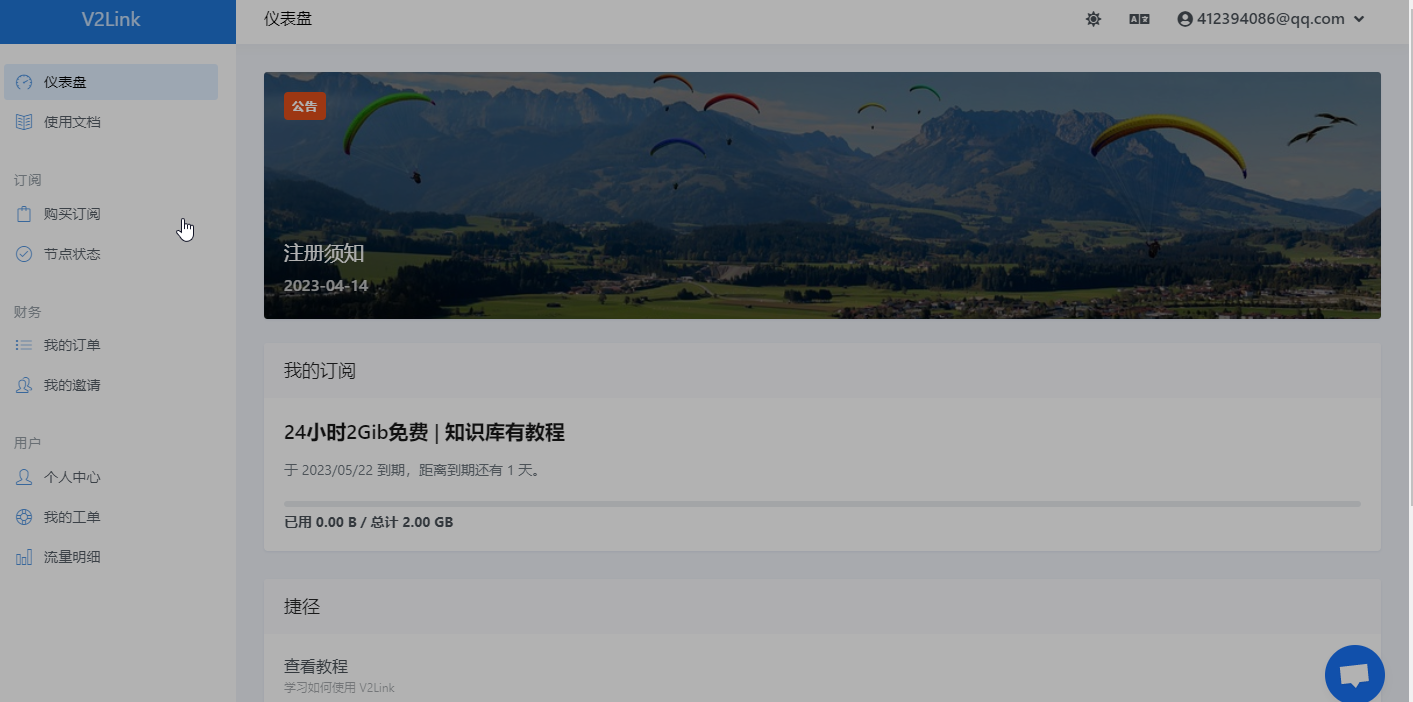 V2Link
仪表盘
412394086@qq.com
仪表盘
使用文档
订阅
购买订阅
节点状态
财务
我的订单
我的邀请
用户
个人中心
我的工单
流量明细
公告
注册须知
2023-04-14
我的订阅
24小时2Gib免费 | 知识库有教程
于 2023/05/22 到期，距离到期还有 1 天。
已用 0.00 B / 总计 2.00 GB
捷径
查看教程
学习如何使用 V2Link